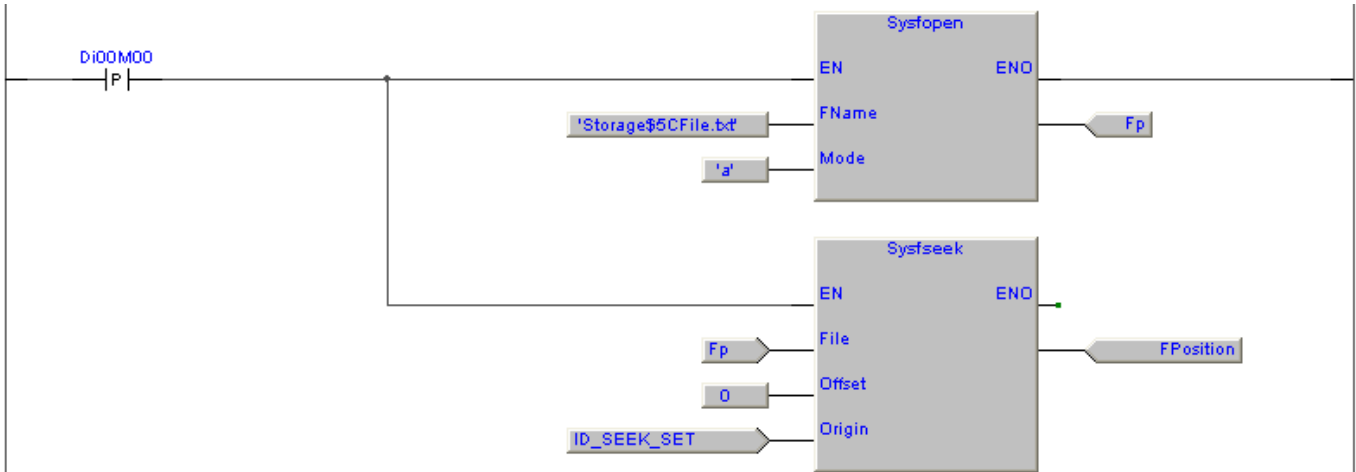 Sysfopen
Di00M00
P
EN ENO
'Storage$5CFile.txt' FName Fp
'a' Mode
Sysfseek
EN ENO
Fp File FPosition
0 Offset
ID_SEEK_SET Origin